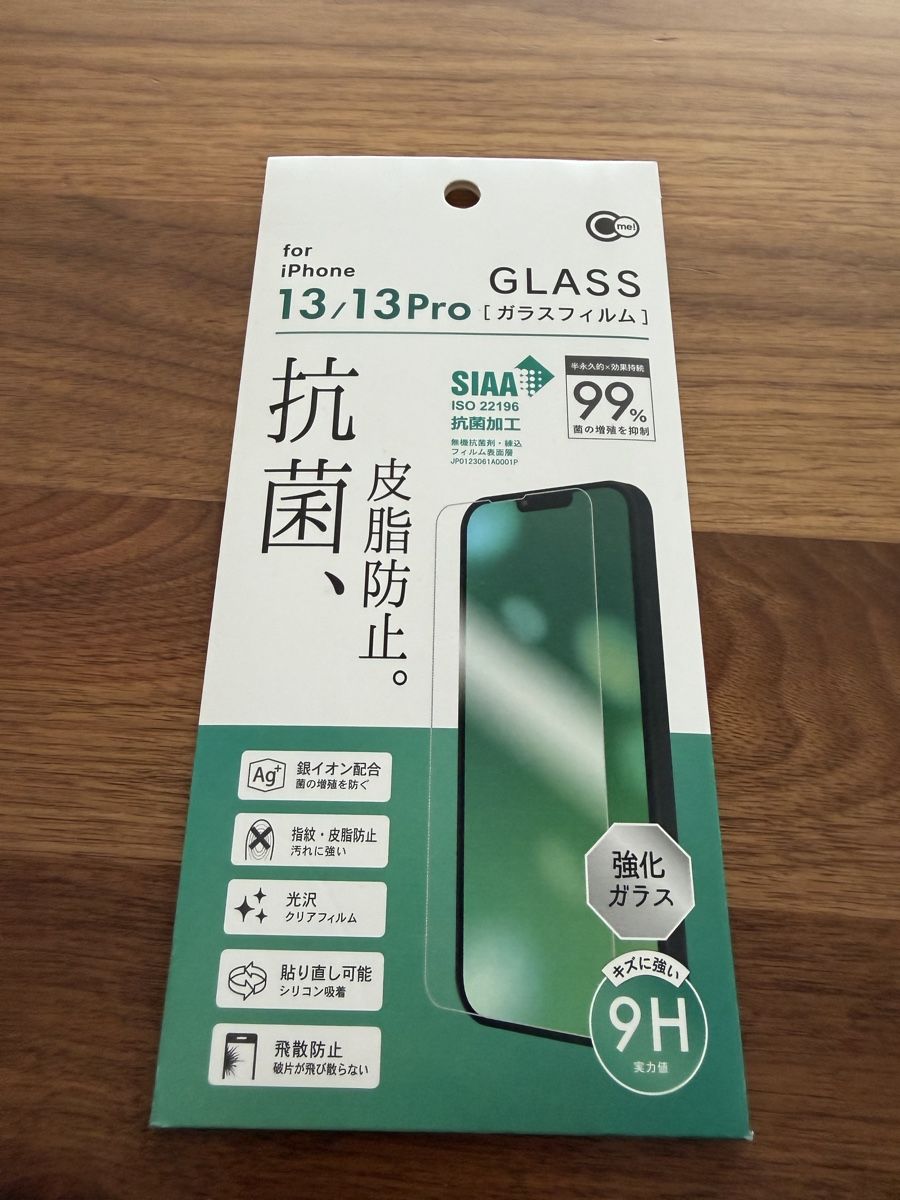 Come!
for
iPhone
13/13Pro
GLASS
[ガラスフィルム]
抗菌、
皮脂防止。
SIAA
ISO 22196
抗菌加工
無機抗菌剤・練込
フィルム表面層
JP0123061A0001P
半永久的×効果持続
99%
菌の増殖を抑制
Ag+
銀イオン配合
菌の増殖を防ぐ
指紋・皮脂防止
汚れに強い
光沢
クリアフィルム
貼り直し可能
シリコン吸着
飛散防止
破片が飛び散らない
強化
ガラス
キズに強い
9H
実力値